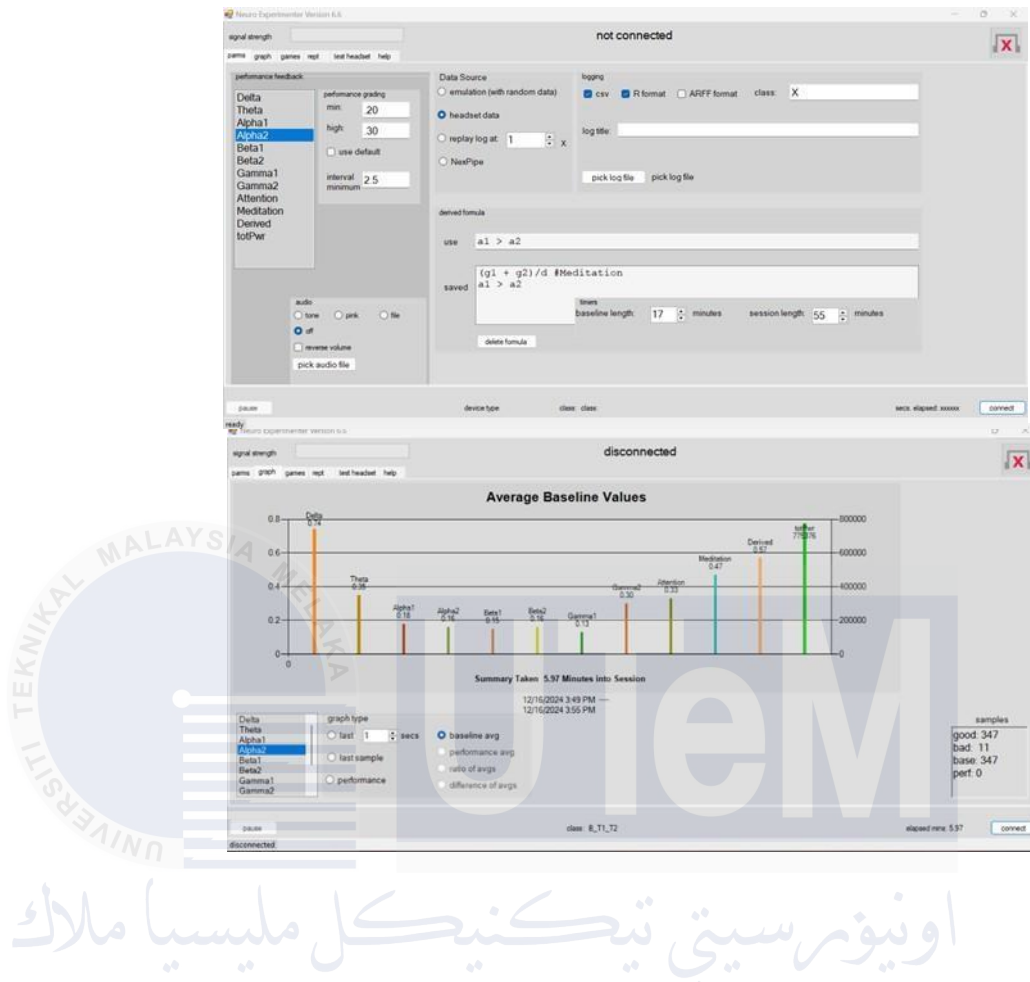 Neuro Experimenter Version 6.6
signal strength
not connected
X
params graph games rept test headset help
performance feedback
Delta
Theta
Alpha1
Alpha2
Beta1
Beta2
Gamma1
Gamma2
Attention
Meditation
Derived
totPwr
performance grading
min: 20
high: 30
use default
interval minimum 2.5
audio
tone pink file
off
reverse volume
pick audio file
Data Source
emulation (with random data)
headset data
replay log at: 1 X
NexPipe
logging
csv R format ARFF format class: X
log title:
pick log file pick log file
derived formula
use a1 > a2
saved (g1 + g2)/d #Meditation
a1 > a2
delete formula
timers
baseline length: 17 minutes session length: 55 minutes
pause device type class: class: secs. elapsed: xxxxxx connect
ready
Neuro Experimenter Version 6.6
signal strength
disconnected
X
params graph games rept test headset help
Average Baseline Values
0.8
0.6
0.4
0.2
0
0
800000
600000
400000
200000
0
Delta
0.74
Theta
0.35
Alpha1
0.18
Alpha2
0.16
Beta1
0.15
Beta2
0.16
Gamma1
0.13
Gamma2
0.30
Attention
0.33
Meditation
0.47
Derived
0.57
totPwr
Summary Taken 5.97 Minutes into Session
12/16/2024 3:49 PM ---
12/16/2024 3:55 PM
Delta
Theta
Alpha1
Alpha2
Beta1
Beta2
Gamma1
Gamma2
graph type
last 1 secs
last sample
performance
baseline avg
performance avg
ratio of avgs
difference of avgs
samples
good: 347
bad: 11
base: 347
perf: 0
pause class: B_T1_T2 elapsed mins: 5.97 connect
disconnected
UNIVERSITI TEKNIKAL MALAYSIA MELAKA
UTeM
اونيۏرسيتي تيكنيكل مليسيا ملاك